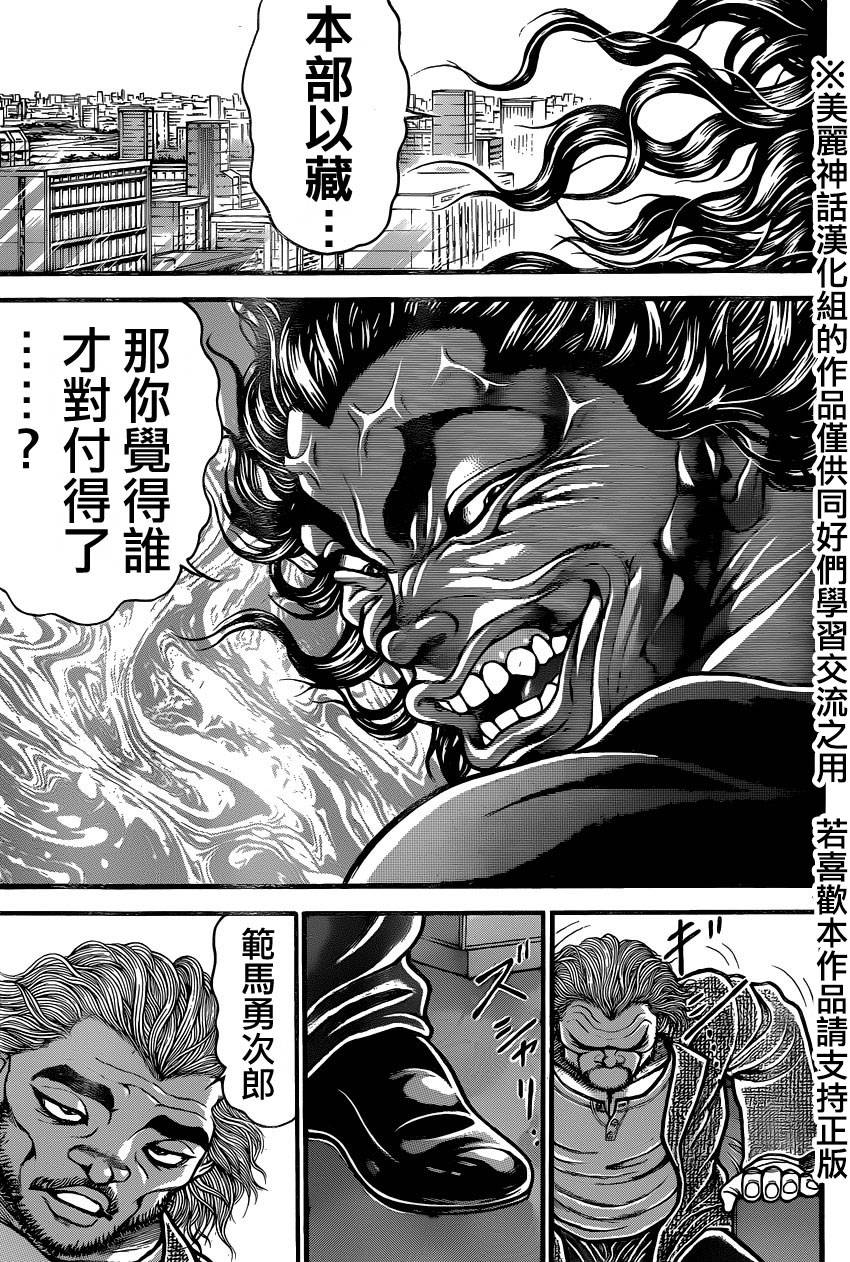 本部以藏…
那你覺得誰
才對付得了
……？
ギシ…
ズッ
範馬勇次郎
※美麗神話漢化組的作品僅供同好們學習交流之用 若喜歡本作品請支持正版